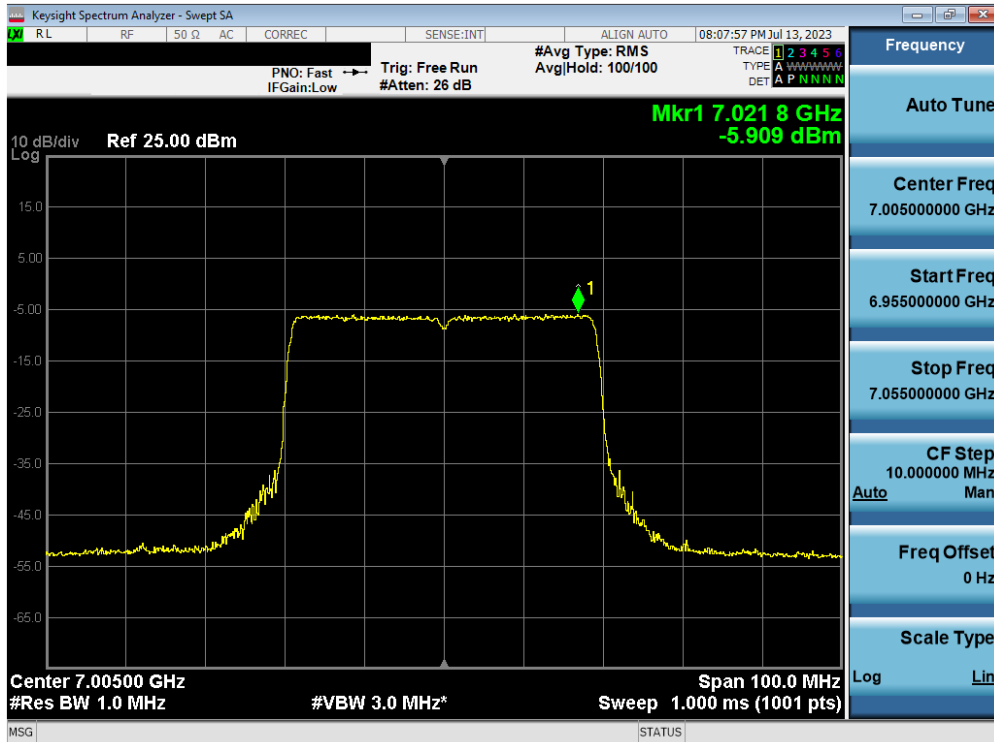 Keysight Spectrum Analyzer - Swept SA
LXI RL RF 50 Ω AC CORREC SENSE:INT ALIGN AUTO 08:07:57 PM Jul 13, 2023
PNO: Fast
IFGain:Low
Trig: Free Run
#Atten: 26 dB
#Avg Type: RMS
Avg|Hold: 100/100
TRACE 1 2 3 4 5 6
TYPE A WWWWW
DET A P N N N N
Mkr1 7.021 8 GHz
-5.909 dBm
10 dB/div Ref 25.00 dBm
Log
15.0
5.00
-5.00
-15.0
-25.0
-35.0
-45.0
-55.0
-65.0
1
Center 7.00500 GHz Span 100.0 MHz
#Res BW 1.0 MHz #VBW 3.0 MHz* Sweep 1.000 ms (1001 pts)
MSG STATUS
Frequency
Auto Tune
Center Freq
7.005000000 GHz
Start Freq
6.955000000 GHz
Stop Freq
7.055000000 GHz
CF Step
10.000000 MHz
Auto Man
Freq Offset
0 Hz
Scale Type
Log Lin